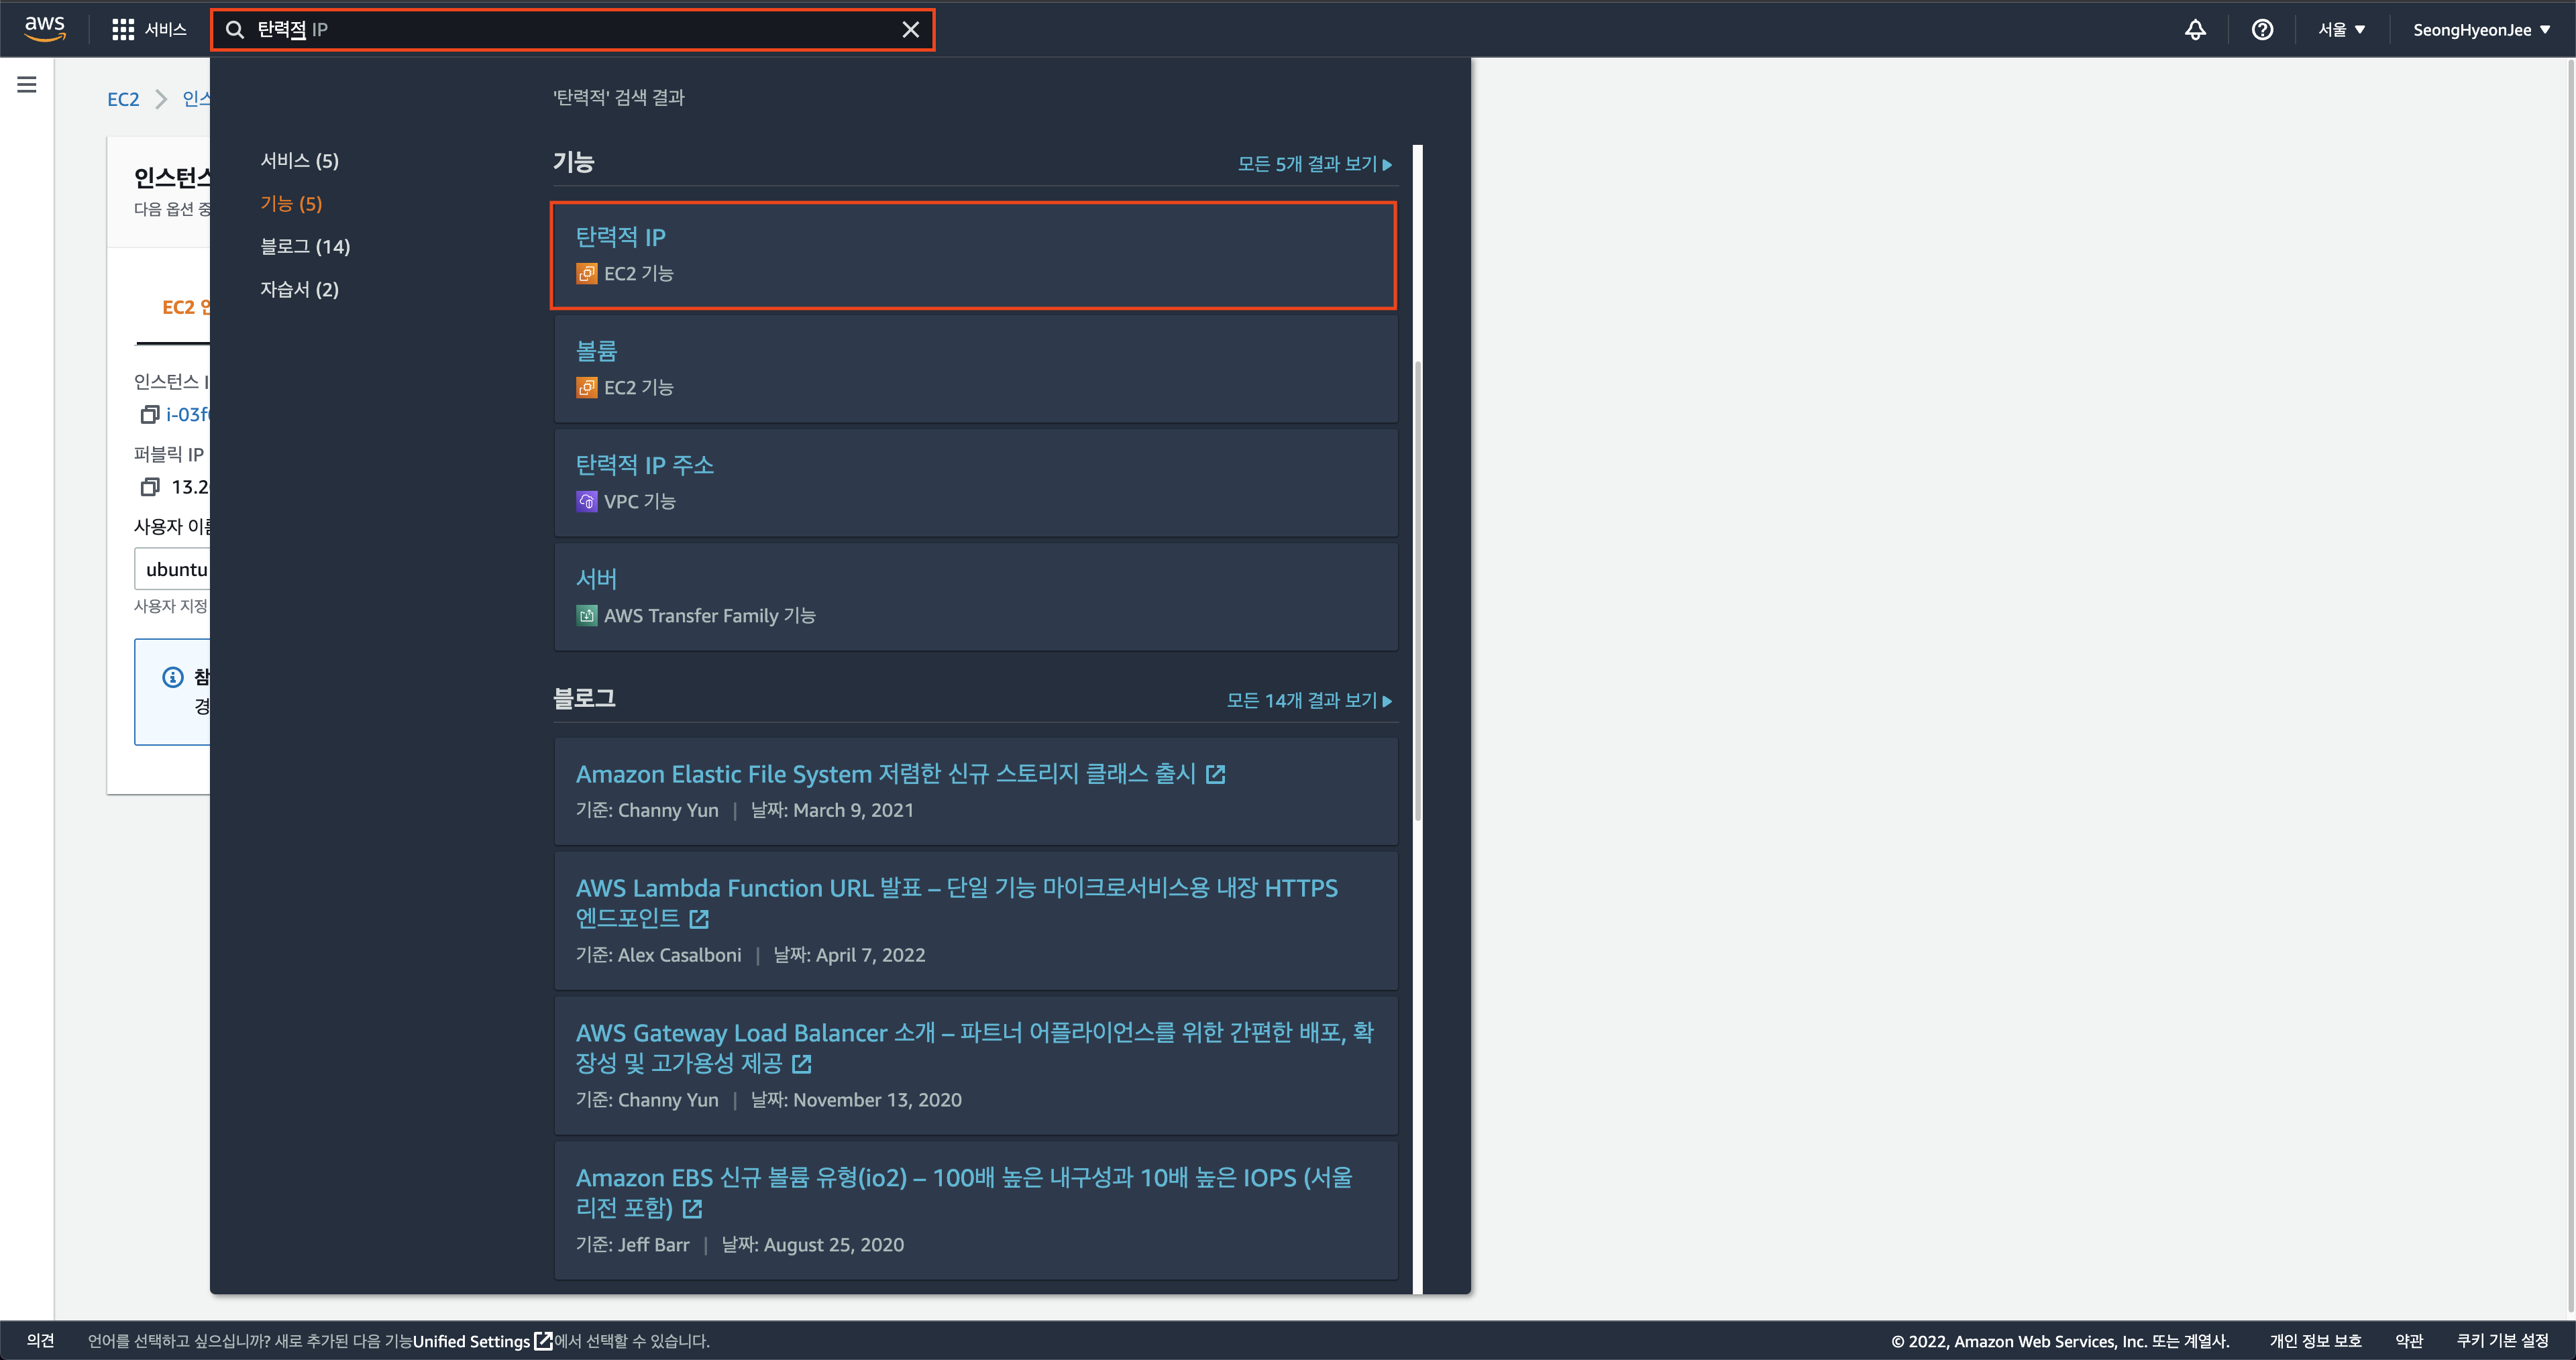 aws
서비스
탄력적 IP
서울
SeongHyeonJee
EC2
인스
인스턴스
다음 옵션 중
EC2 인
인스턴스 I
i-03f
퍼블릭 IP
13.2
사용자 이름
ubuntu
사용자 지정
참
경
'탄력적' 검색 결과
서비스 (5)
기능 (5)
블로그 (14)
자습서 (2)
기능
모든 5개 결과 보기
탄력적 IP
EC2 기능
볼륨
EC2 기능
탄력적 IP 주소
VPC 기능
서버
AWS Transfer Family 기능
블로그
모든 14개 결과 보기
Amazon Elastic File System 저렴한 신규 스토리지 클래스 출시
기준: Channy Yun | 날짜: March 9, 2021
AWS Lambda Function URL 발표 – 단일 기능 마이크로서비스용 내장 HTTPS
엔드포인트
기준: Alex Casalboni | 날짜: April 7, 2022
AWS Gateway Load Balancer 소개 – 파트너 어플라이언스를 위한 간편한 배포, 확
장성 및 고가용성 제공
기준: Channy Yun | 날짜: November 13, 2020
Amazon EBS 신규 볼륨 유형(io2) – 100배 높은 내구성과 10배 높은 IOPS (서울
리전 포함)
기준: Jeff Barr | 날짜: August 25, 2020
의견
언어를 선택하고 싶으십니까? 새로 추가된 다음 기능Unified Settings에서 선택할 수 있습니다.
© 2022, Amazon Web Services, Inc. 또는 계열사.
개인 정보 보호
약관
쿠키 기본 설정